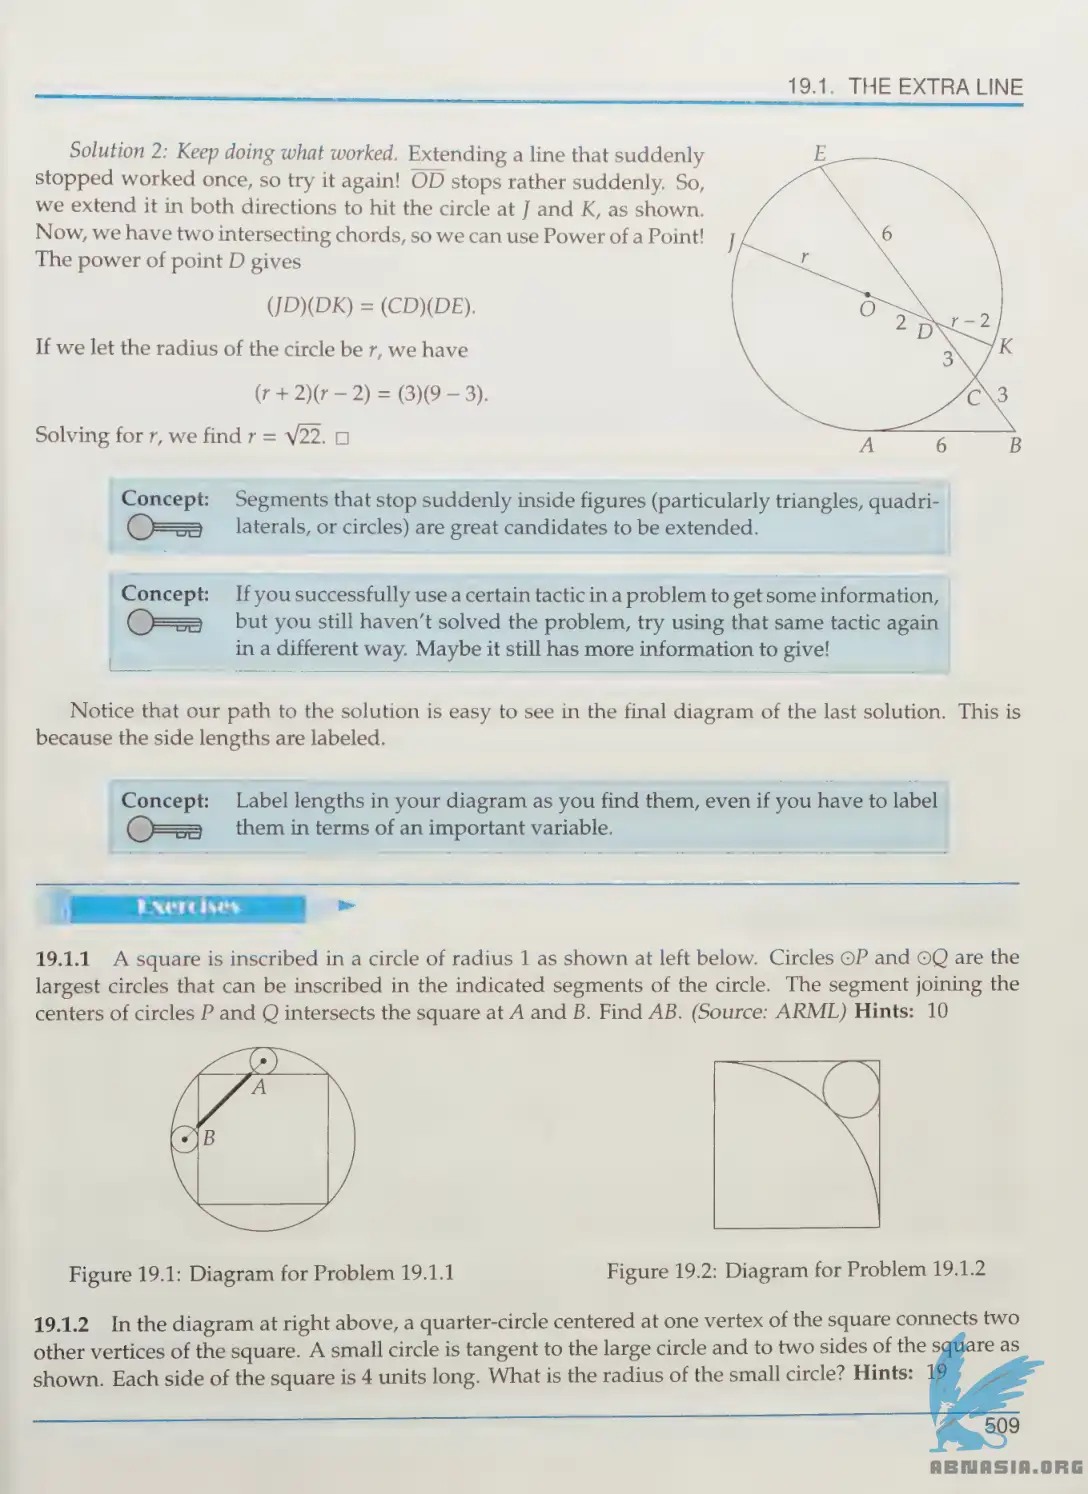 19.1. THE EXTRA LINE
Solution 2: Keep doing what worked. Extending a line that suddenly
stopped worked once, so try it again! OD stops rather suddenly. So,
we extend it in both directions to hit the circle at J and K, as shown.
Now, we have two intersecting chords, so we can use Power of a Point!
The power of point D gives
(JD)(DK) = (CD)(DE).
If we let the radius of the circle be r, we have
(r + 2)(r − 2) = (3)(9 − 3).
Solving for r, we find r = √22. □
E
J
6
r
O
2
D
r − 2
K
3
C
3
A
6
B
Concept: Segments that stop suddenly inside figures (particularly triangles, quadri-
laterals, or circles) are great candidates to be extended.
Concept: If you successfully use a certain tactic in a problem to get some information,
but you still haven't solved the problem, try using that same tactic again
in a different way. Maybe it still has more information to give!
Notice that our path to the solution is easy to see in the final diagram of the last solution. This is
because the side lengths are labeled.
Concept: Label lengths in your diagram as you find them, even if you have to label
them in terms of an important variable.
Exercises
19.1.1 A square is inscribed in a circle of radius 1 as shown at left below. Circles ⊙P and ⊙Q are the
largest circles that can be inscribed in the indicated segments of the circle. The segment joining the
centers of circles P and Q intersects the square at A and B. Find AB. (Source: ARML) Hints: 10
A
B
Figure 19.1: Diagram for Problem 19.1.1
Figure 19.2: Diagram for Problem 19.1.2
19.1.2 In the diagram at right above, a quarter-circle centered at one vertex of the square connects two
other vertices of the square. A small circle is tangent to the large circle and to two sides of the square as
shown. Each side of the square is 4 units long. What is the radius of the small circle? Hints: 19
509
ABNASIA.ORG